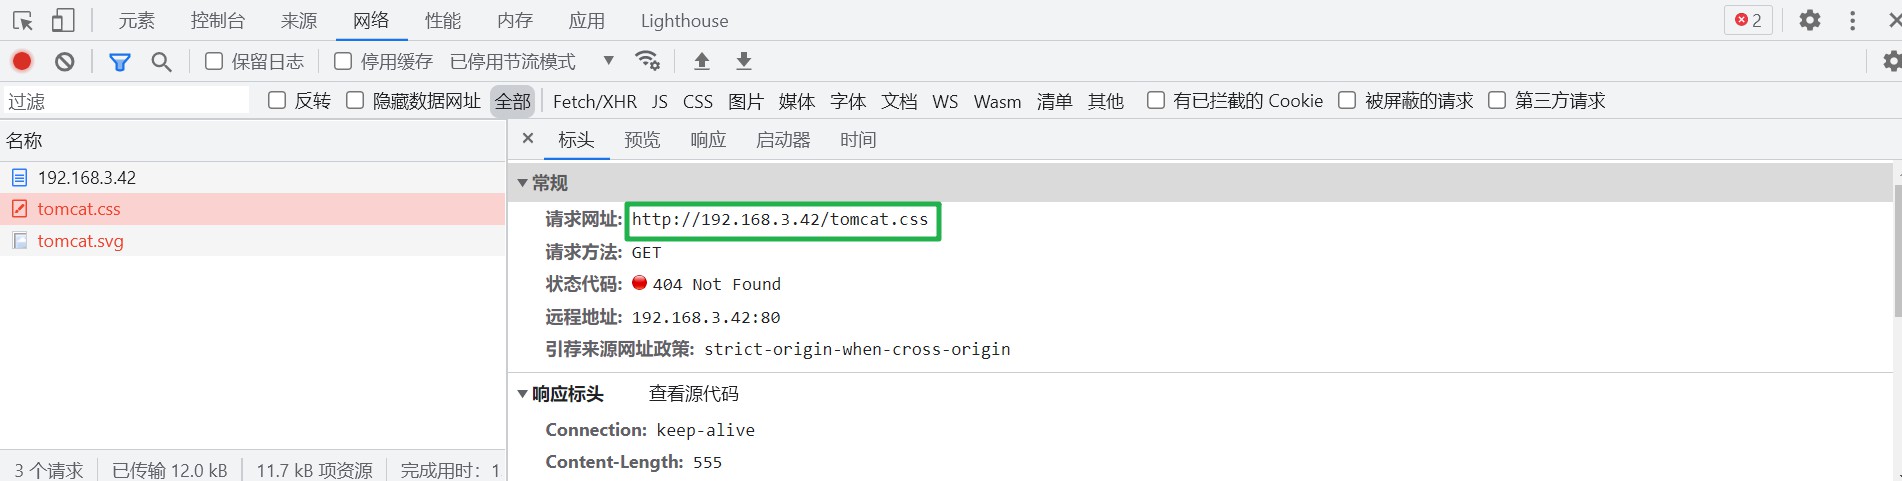 元素 控制台 来源 网络 性能 内存 应用 Lighthouse 2
保留日志 停用缓存 已停用节流模式
过滤 反转 隐藏数据网址 全部 Fetch/XHR JS CSS 图片 媒体 字体 文档 WS Wasm 清单 其他 有已拦截的 Cookie 被屏蔽的请求 第三方请求
名称 标头 预览 响应 启动器 时间
192.168.3.42
tomcat.css
tomcat.svg
常规
请求网址: http://192.168.3.42/tomcat.css
请求方法: GET
状态代码: 404 Not Found
远程地址: 192.168.3.42:80
引荐来源网址政策: strict-origin-when-cross-origin
响应标头 查看源代码
Connection: keep-alive
Content-Length: 555
3 个请求 已传输 12.0 kB 11.7 kB 项资源 完成用时: 1